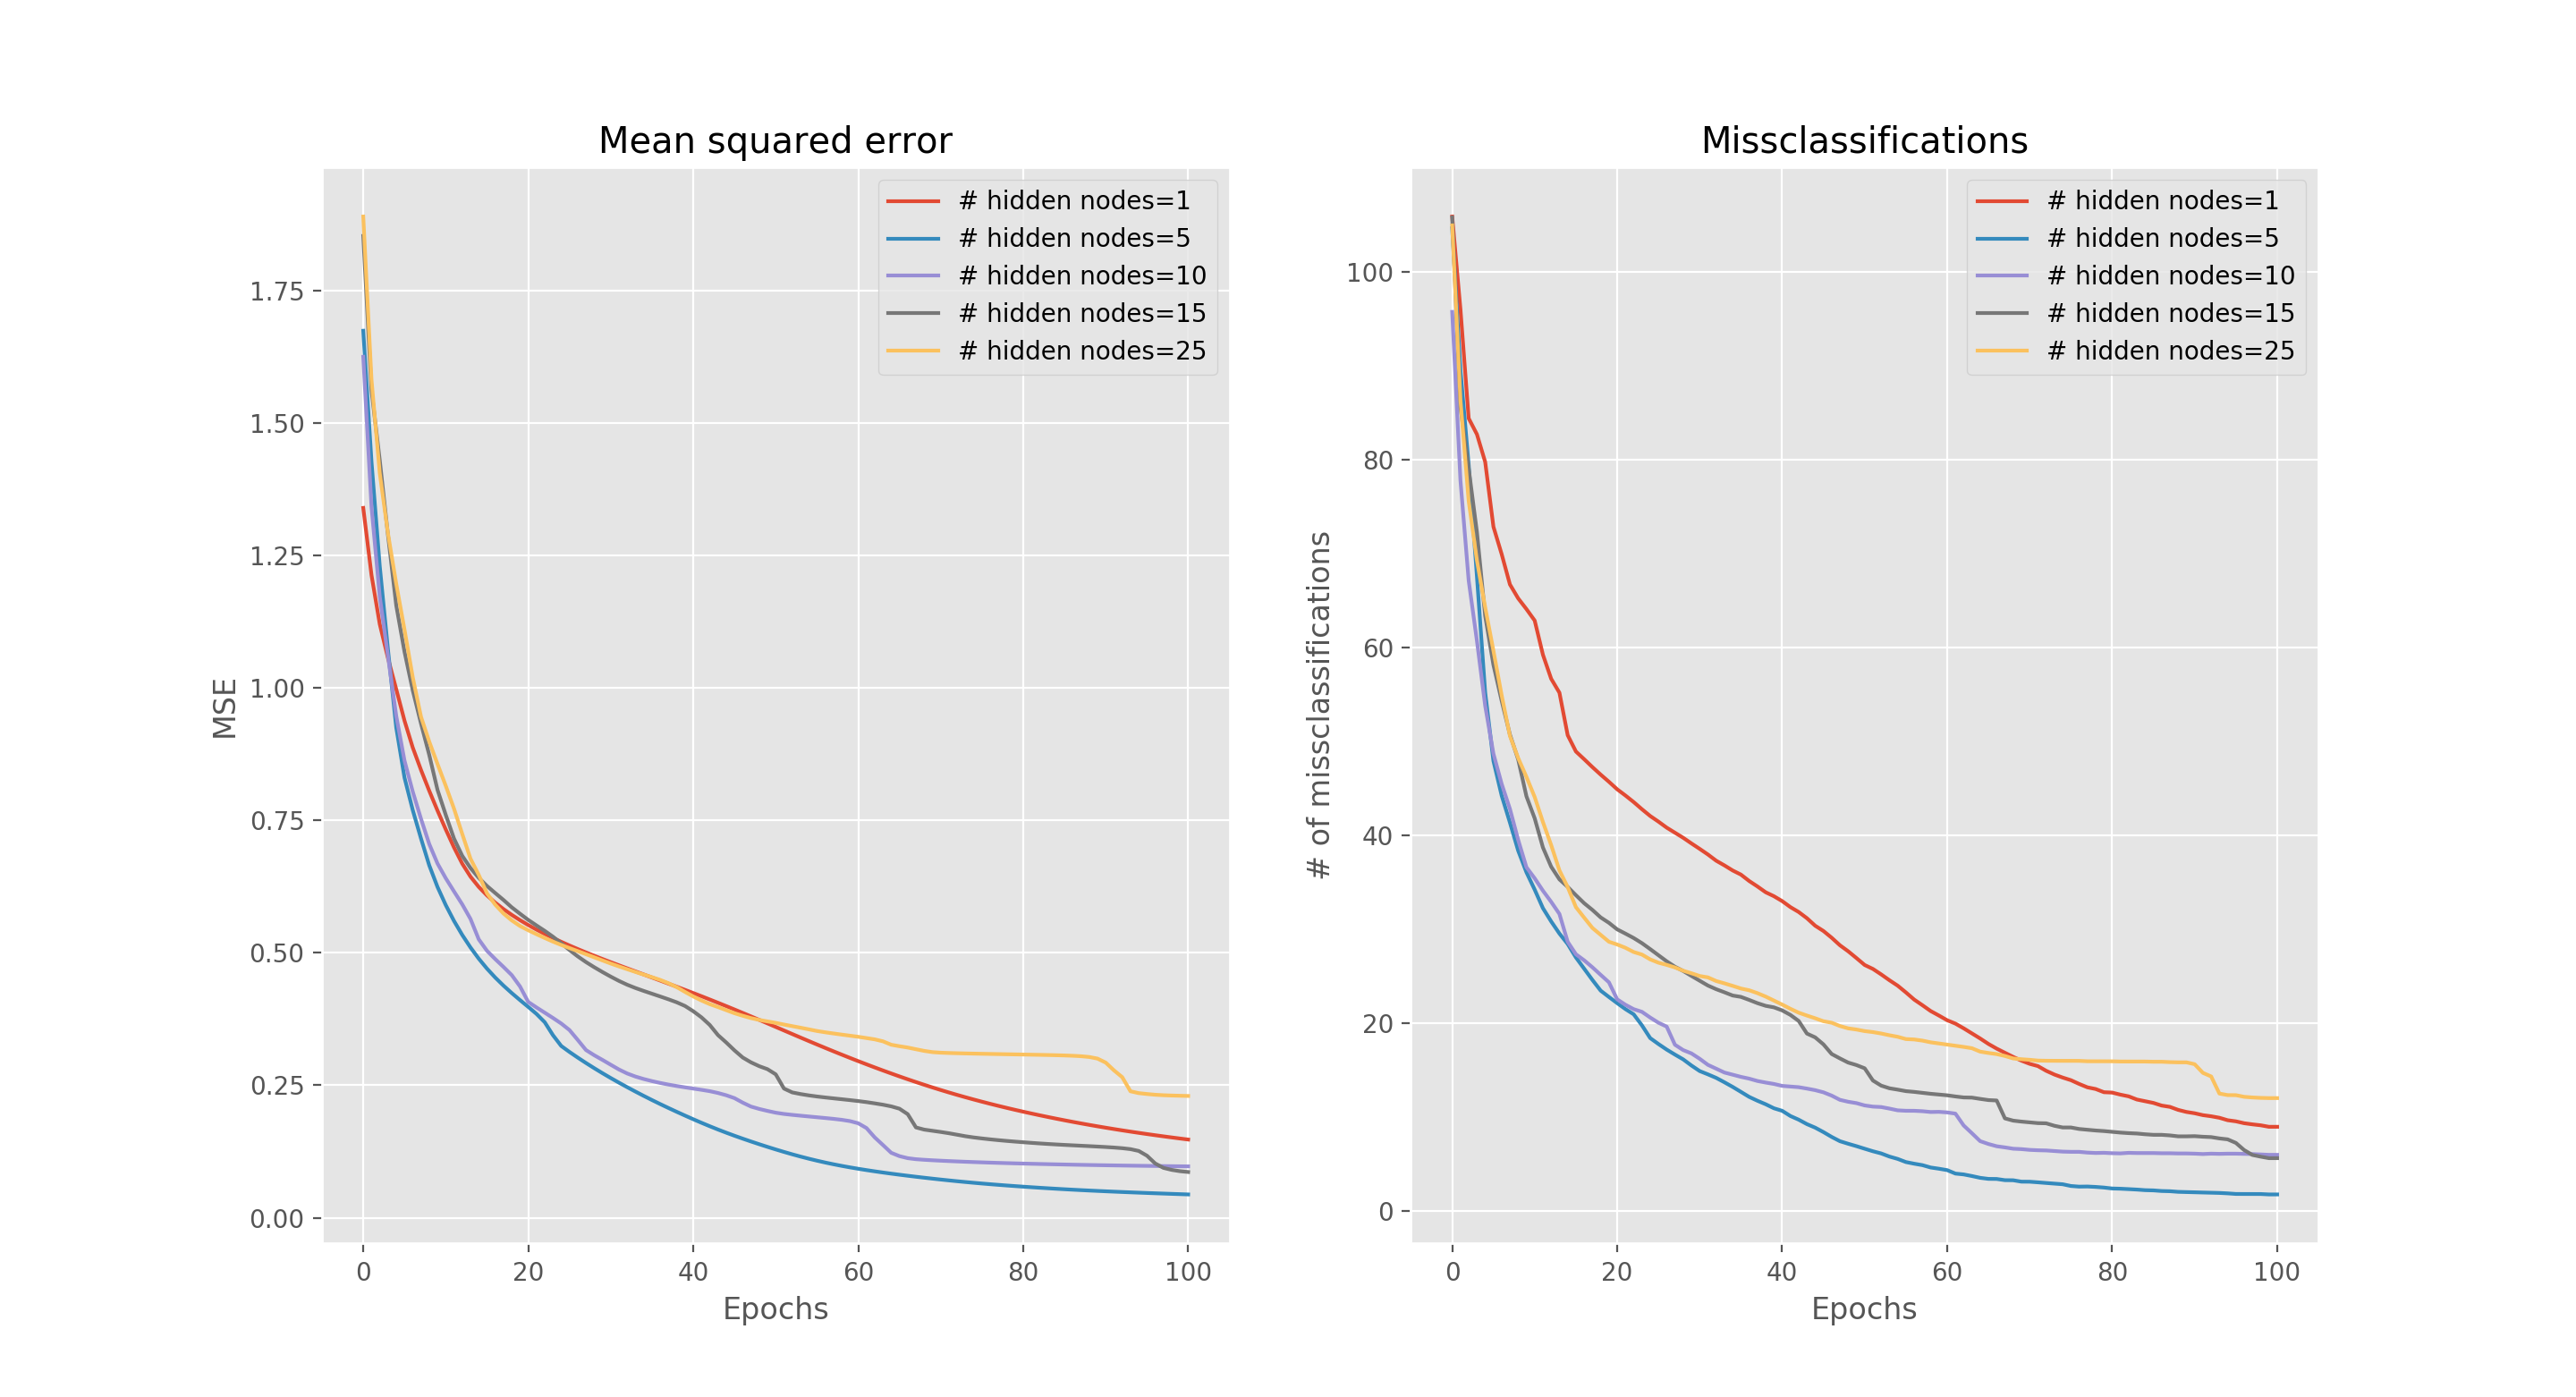 Mean squared error
# hidden nodes=1
# hidden nodes=5
# hidden nodes=10
# hidden nodes=15
# hidden nodes=25
1.75
1.50
1.25
1.00
0.75
0.50
0.25
0.00
MSE
0 20 40 60 80 100
Epochs
Missclassifications
# hidden nodes=1
# hidden nodes=5
# hidden nodes=10
# hidden nodes=15
# hidden nodes=25
100
80
60
40
20
0
# of missclassifications
0 20 40 60 80 100
Epochs